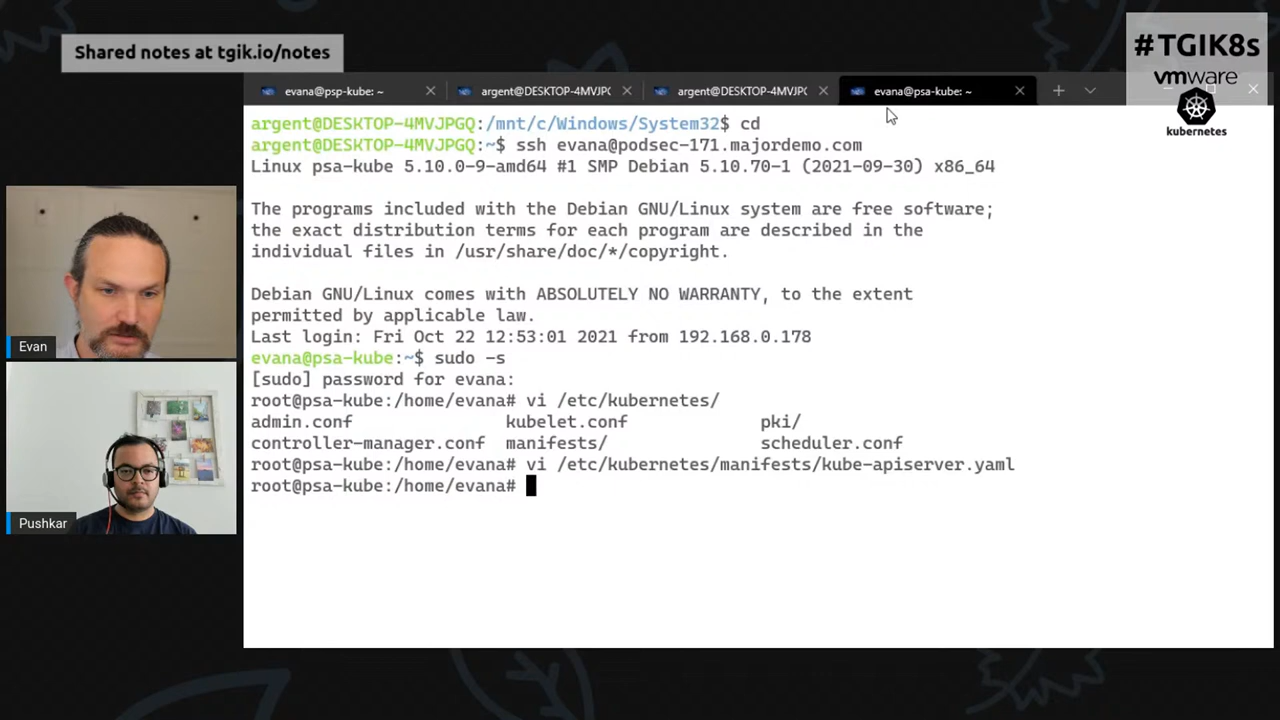 Shared notes at tgik.io/notes
#TGIK8s
vmware
kubernetes
evana@psp-kube: ~
argent@DESKTOP-4MVJPG
argent@DESKTOP-4MVJPG
evana@psa-kube: ~
argent@DESKTOP-4MVJPGQ:/mnt/c/Windows/System32$ cd
argent@DESKTOP-4MVJPGQ:~$ ssh evana@podsec-171.majordemo.com
Linux psa-kube 5.10.0-9-amd64 #1 SMP Debian 5.10.70-1 (2021-09-30) x86_64
The programs included with the Debian GNU/Linux system are free software;
the exact distribution terms for each program are described in the
individual files in /usr/share/doc/*/copyright.
Debian GNU/Linux comes with ABSOLUTELY NO WARRANTY, to the extent
permitted by applicable law.
Last login: Fri Oct 22 12:53:01 2021 from 192.168.0.178
evana@psa-kube:~$ sudo -s
[sudo] password for evana:
root@psa-kube:/home/evana# vi /etc/kubernetes/
admin.conf kubelet.conf pki/
controller-manager.conf manifests/ scheduler.conf
root@psa-kube:/home/evana# vi /etc/kubernetes/manifests/kube-apiserver.yaml
root@psa-kube:/home/evana#
Evan
Pushkar